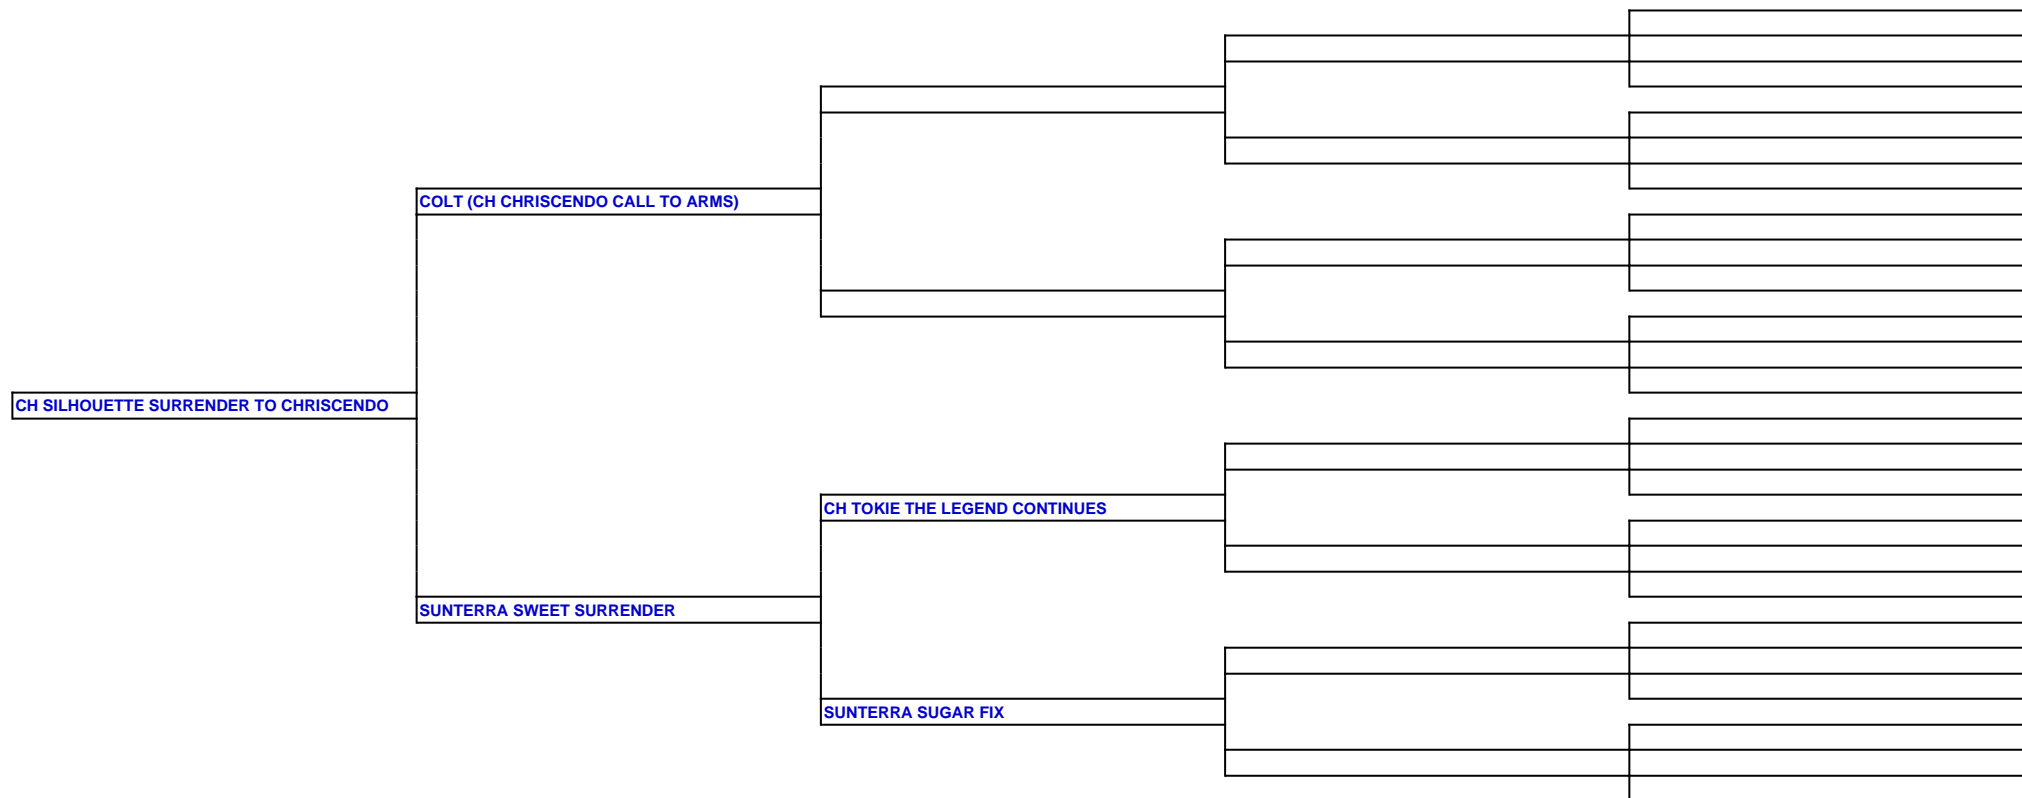 COLT (CH CHRISCENDO CALL TO ARMS)
CH SILHOUETTE SURRENDER TO CHRISCENDO
CH TOKIE THE LEGEND CONTINUES
SUNTERRA SWEET SURRENDER
SUNTERRA SUGAR FIX